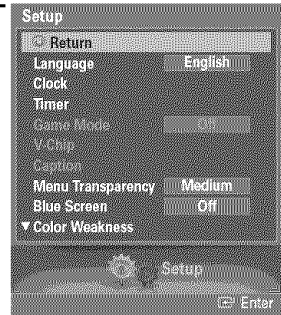 Setup
Return
Language English
Clock
Timer
Game Mode Off
V-Chip
Caption
Menu Transparency Medium
Blue Screen Off
▼ Color Weakness
Setup
Enter